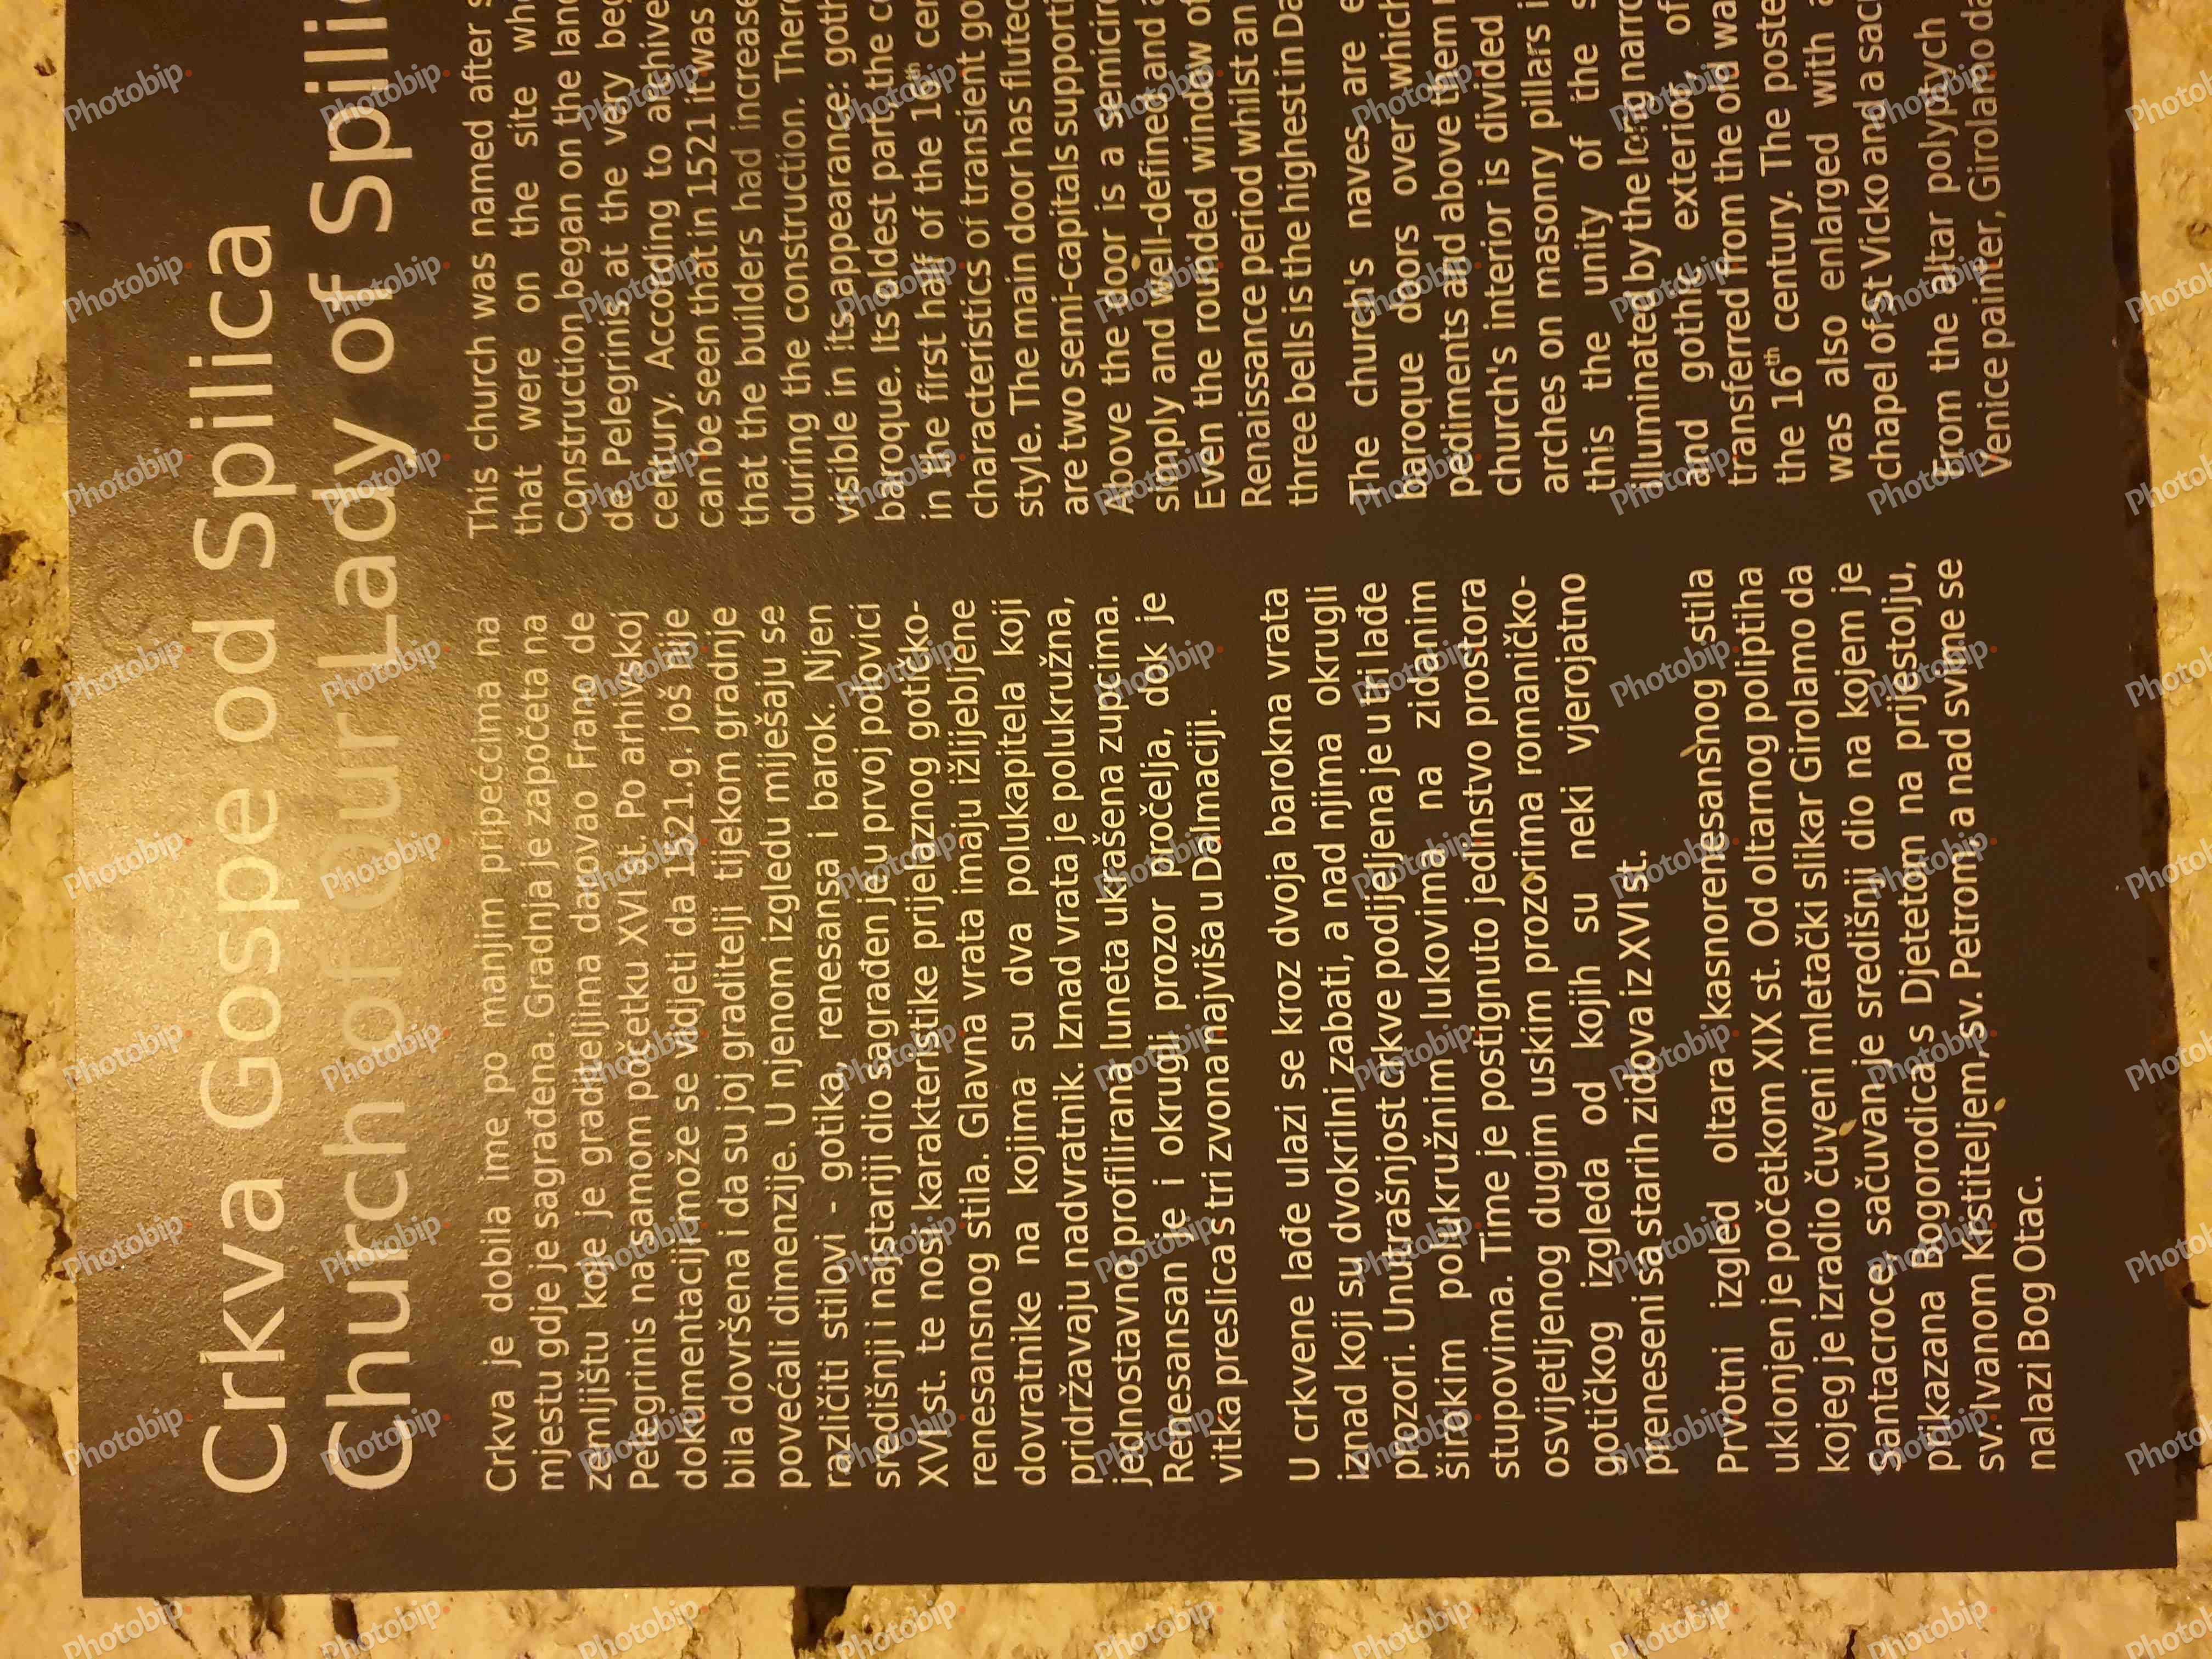 Crkva Gospe od Spilica
Church of Our Lady of Spilic
Crkva je dobila ime po manjim pripećcima na
mjestu gdje je sagrađena. Gradnja je započeta na
zemljištu koje je graditeljima darovao Frano de
Pelegrinis na samom početku XVI st. Po arhivskoj
dokumentaciji može se vidjeti da 1521.g. još nije
bila dovršena i da su joj graditelji tijekom gradnje
povećali dimenzije. U njenom izgledu miješaju se
različiti stilovi - gotika, renesansa i barok. Njen
središnji i najstariji dio sagrađen je u prvoj polovici
XVI st. te nosi karakteristike prijelaznog gotičko-
renesansnog stila. Glavna vrata imaju ižlijebljene
dovratnike na kojima su dva polukapitela koji
pridržavaju nadvratnik. Iznad vrata je polukružna,
jednostavno profilirana luneta ukrašena zupcima.
Renesansan je i okrugli prozor pročelja, dok je
vitka preslica s tri zvona najviša u Dalmaciji.
U crkvene lađe ulazi se kroz dvoja barokna vrata
iznad koji su dvokrilni zabati, a nad njima okrugli
prozori. Unutrašnjost crkve podijeljena je u tri lađe
širokim polukružnim lukovima na zidanim
stupovima. Time je postignuto jedinstvo prostora
osvijetljenog dugim uskim prozorima romaničko-
gotičkog izgleda od kojih su neki vjerojatno
preneseni sa starih zidova iz XVI st.
Prvotni izgled oltara kasnorenesansnog stila
uklonjen je početkom XIX st. Od oltarnog poliptiha
kojeg je izradio čuveni mletački slikar Girolamo da
Santacroce, sačuvan je središnji dio na kojem je
prikazana Bogorodica s Djetetom na prijestolju,
sv. Ivanom Krstiteljem, sv. Petrom, a nad svime se
nalazi Bog Otac.
This church was named after s
that were on the site whe
Construction began on the land
de Pelegrinis at the very beg
century. According to archive
can be seen that in 1521 it was
that the builders had increase
during the construction. There
visible in its appearance: goth
baroque. Its oldest part, the ce
in the first half of the 16th cen
characteristics of transient go
style. The main door has fluted
are two semi-capitals supporti
Above the door is a semicirc
simply and well-defined and a
Even the rounded window of
Renaissance period whilst an
three bells is the highest in Da
The church's naves are e
baroque doors over which
pediments and above them r
church's interior is divided
arches on masonry pillars i
this the unity of the s
illuminated by the long narro
and gothic exterior, of
transferred from the old wa
the 16th century. The poste
was also enlarged with a
chapel of St Vicko and a sac
From the altar polyptych
Venice painter, Girolamo da